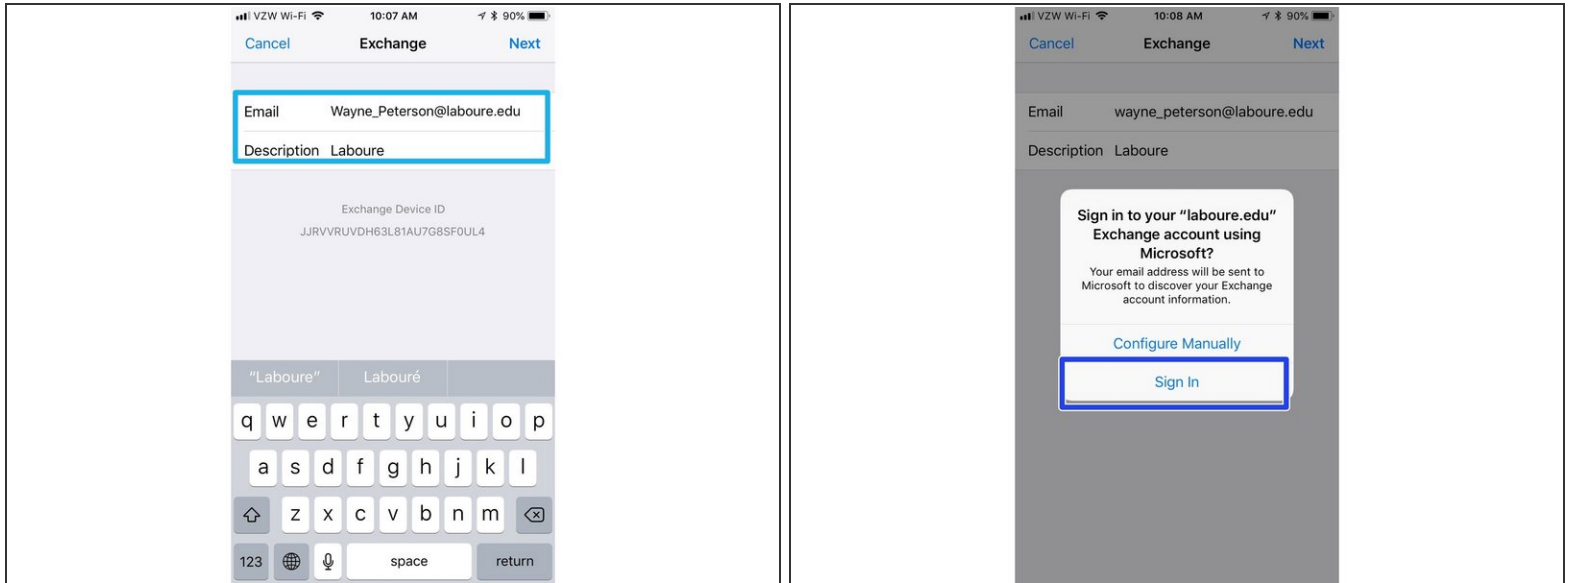 VZW Wi-Fi 10:07 AM 90%
Cancel Exchange Next
Email Wayne_Peterson@laboure.edu
Description Laboure
Exchange Device ID
JJRVVRUVDH63L81AU7G8SF0UL4
"Laboure" Labouré
q w e r t y u i o p
a s d f g h j k l
z x c v b n m
123 space return
VZW Wi-Fi 10:08 AM 90%
Cancel Exchange Next
Email wayne_peterson@laboure.edu
Description Laboure
Sign in to your “laboure.edu”
Exchange account using
Microsoft?
Your email address will be sent to
Microsoft to discover your Exchange
account information.
Configure Manually
Sign In